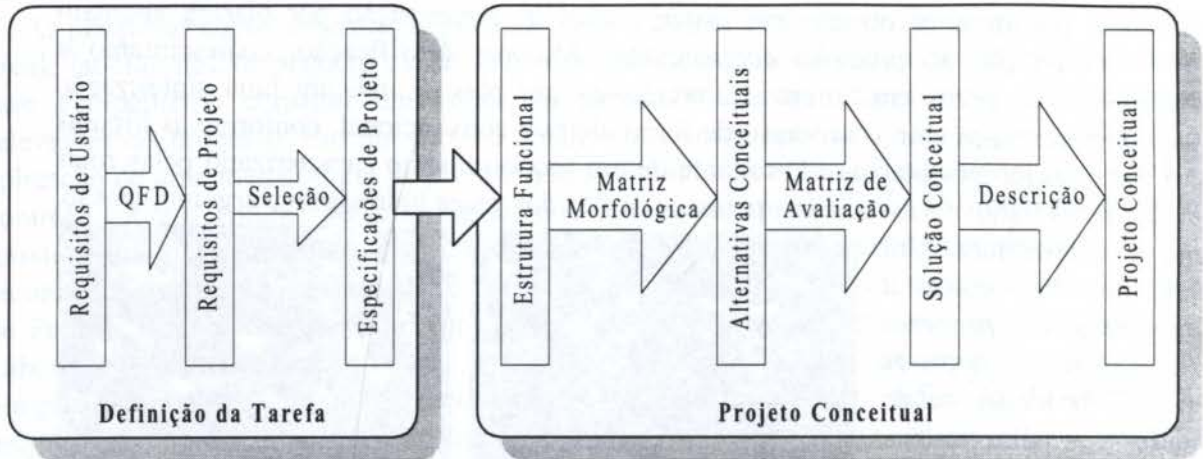 Requisitos de Usuário
QFD
Requisitos de Projeto
Seleção
Especificações de Projeto
Definição da Tarefa
Estrutura Funcional
Matriz
Morfológica
Alternativas Conceituais
Matriz de
Avaliação
Solução Conceitual
Descrição
Projeto Conceitual
Projeto Conceitual